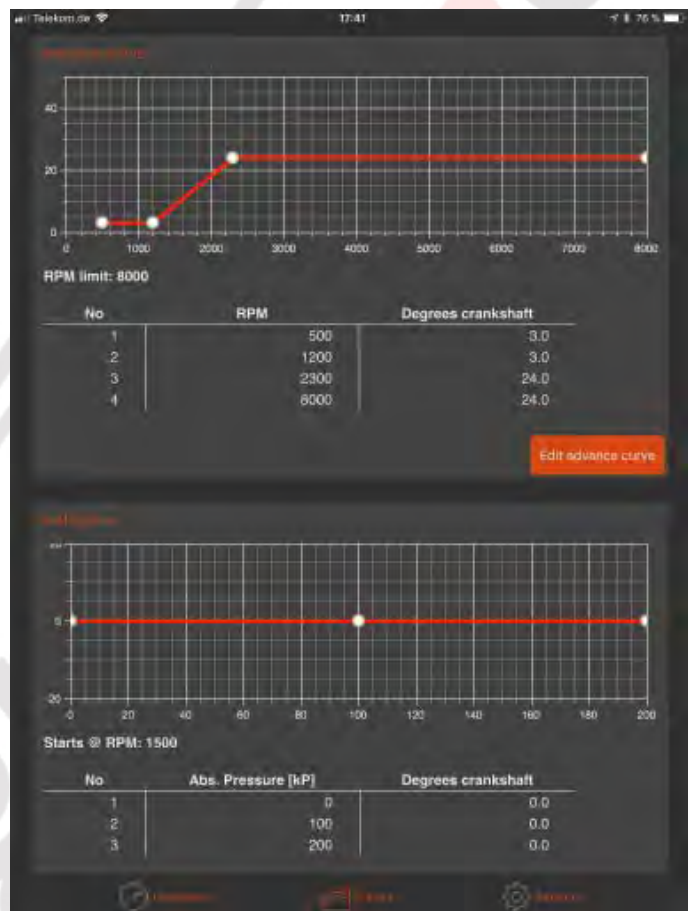 Telekom.de 17:41 76 %
40
20
0
0 1000 2000 3000 4000 5000 6000 7000 8000
RPM limit: 8000
No RPM Degrees crankshaft
1 500 3.0
2 1200 3.0
3 2300 24.0
4 8000 24.0
Edit advance curve
-20
0 20 40 60 80 100 120 140 160 180 200
Starts @ RPM: 1500
No Abs. Pressure [kP] Degrees crankshaft
1 0 0.0
2 100 0.0
3 200 0.0